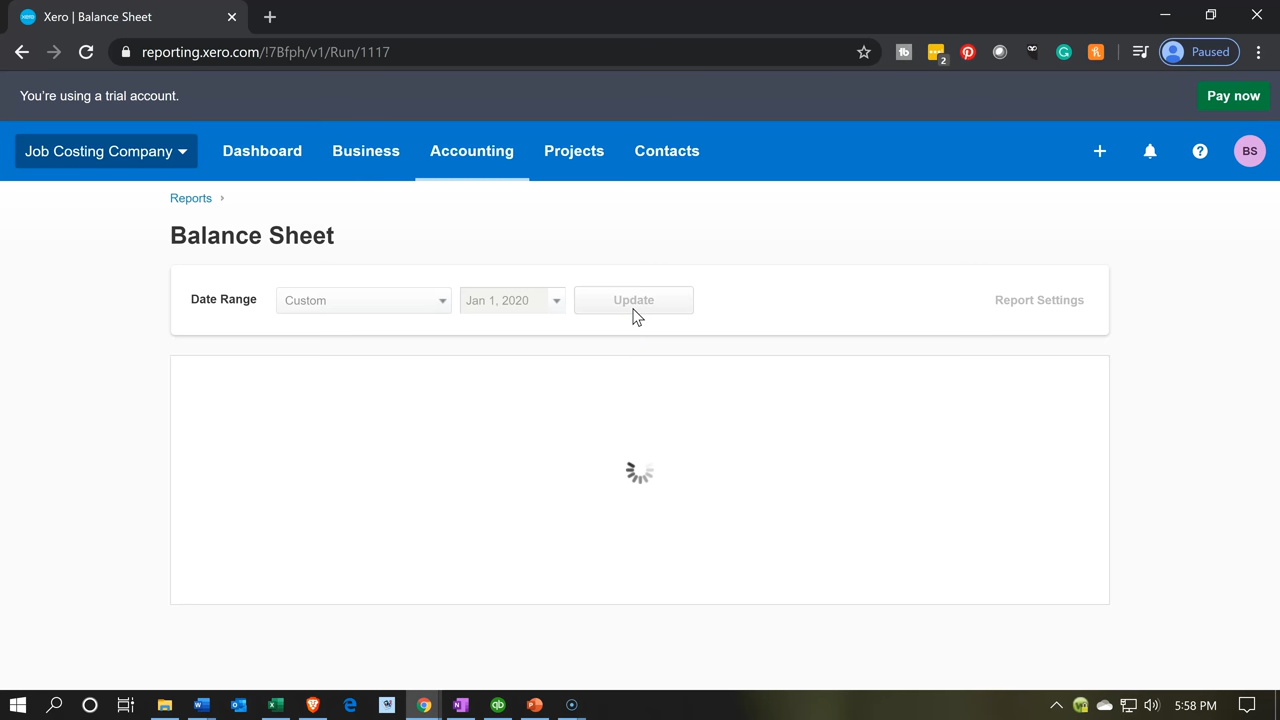 Xero | Balance Sheet
reporting.xero.com/!7Bfph/v1/Run/1117
2
Paused
You're using a trial account.
Pay now
Job Costing Company
Dashboard
Business
Accounting
Projects
Contacts
BS
Reports
Balance Sheet
Date Range
Custom
Jan 1, 2020
Update
Report Settings
5:58 PM